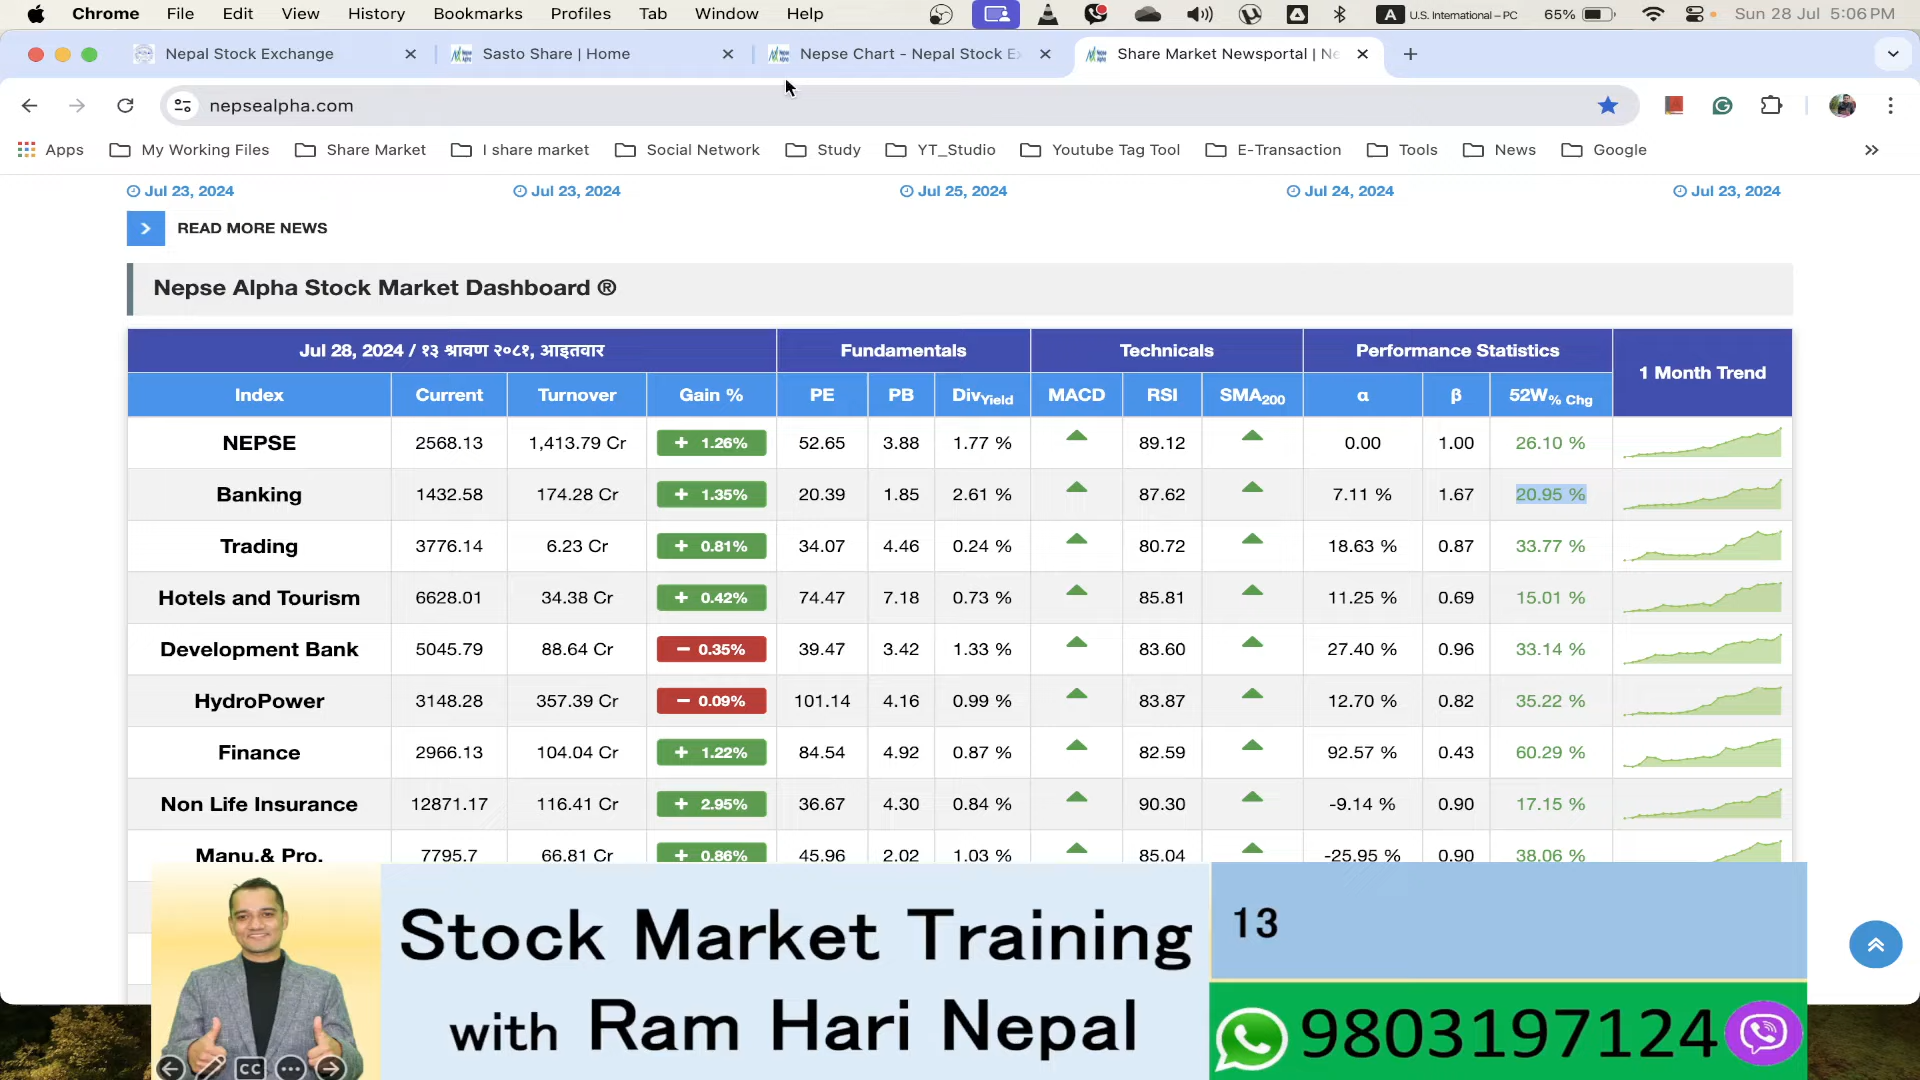 Chrome File Edit View History Bookmarks Profiles Tab Window Help A U.S. International – PC 65% Sun 28 Jul 5:06 PM
Nepal Stock Exchange Sasto Share | Home Nepse Chart - Nepal Stock Ex Share Market Newsportal | Ne
nepsealpha.com
Apps My Working Files Share Market I share market Social Network Study YT_Studio Youtube Tag Tool E-Transaction Tools News Google
Jul 23, 2024 Jul 23, 2024 Jul 25, 2024 Jul 24, 2024 Jul 23, 2024
READ MORE NEWS
Nepse Alpha Stock Market Dashboard ®
Jul 28, 2024 / १३ श्रावण २०८१, आइतवार Fundamentals Technicals Performance Statistics 1 Month Trend
Index Current Turnover Gain % PE PB DivYield MACD RSI SMA200 α β 52W% Chg
NEPSE 2568.13 1,413.79 Cr + 1.26% 52.65 3.88 1.77 % 89.12 0.00 1.00 26.10 %
Banking 1432.58 174.28 Cr + 1.35% 20.39 1.85 2.61 % 87.62 7.11 % 1.67 20.95 %
Trading 3776.14 6.23 Cr + 0.81% 34.07 4.46 0.24 % 80.72 18.63 % 0.87 33.77 %
Hotels and Tourism 6628.01 34.38 Cr + 0.42% 74.47 7.18 0.73 % 85.81 11.25 % 0.69 15.01 %
Development Bank 5045.79 88.64 Cr − 0.35% 39.47 3.42 1.33 % 83.60 27.40 % 0.96 33.14 %
HydroPower 3148.28 357.39 Cr − 0.09% 101.14 4.16 0.99 % 83.87 12.70 % 0.82 35.22 %
Finance 2966.13 104.04 Cr + 1.22% 84.54 4.92 0.87 % 82.59 92.57 % 0.43 60.29 %
Non Life Insurance 12871.17 116.41 Cr + 2.95% 36.67 4.30 0.84 % 90.30 -9.14 % 0.90 17.15 %
Manu.& Pro. 7795.7 66.81 Cr + 0.86% 45.96 2.02 1.03 % 85.04 -25.95 % 0.90 38.06 %
Stock Market Training
with Ram Hari Nepal
13
9803197124
CC